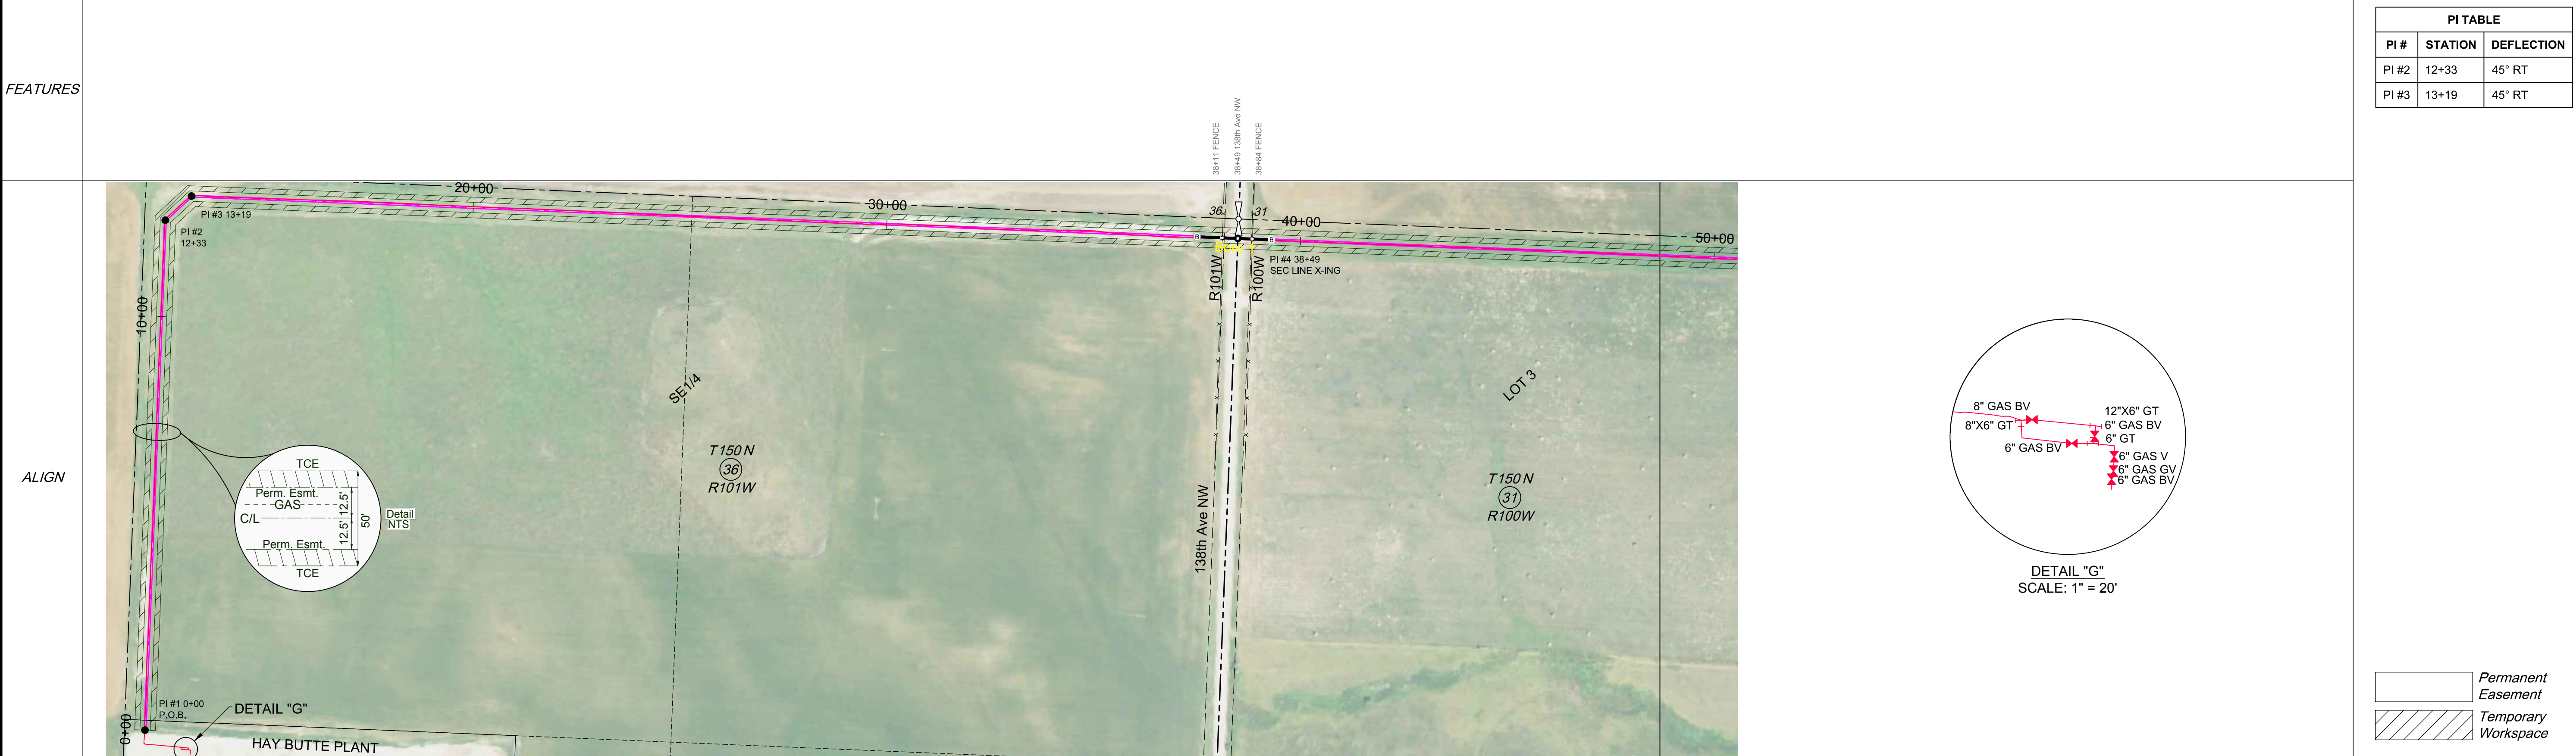 PI TABLE
PI # STATION DEFLECTION
PI #2 12+33 45° RT
PI #3 13+19 45° RT
FEATURES
38+11 FENCE
38+49 138th Ave NW
38+84 FENCE
ALIGN
20+00
30+00
40+00
50+00
10+00
0+00
PI #3 13+19
PI #2
12+33
36
31
B
B
PI #4 38+49
SEC LINE X-ING
R101W
R100W
SE1/4
LOT 3
T150 N
36
R101W
T150 N
31
R100W
138th Ave NW
TCE
Perm. Esmt.
GAS
C/L
Perm. Esmt.
TCE
12.5'
12.5'
50'
Detail
NTS
PI #1 0+00
P.O.B.
DETAIL "G"
HAY BUTTE PLANT
8" GAS BV
8"X6" GT
6" GAS BV
12"X6" GT
6" GAS BV
6" GT
6" GAS V
6" GAS GV
6" GAS BV
DETAIL "G"
SCALE: 1" = 20'
Permanent
Easement
Temporary
Workspace